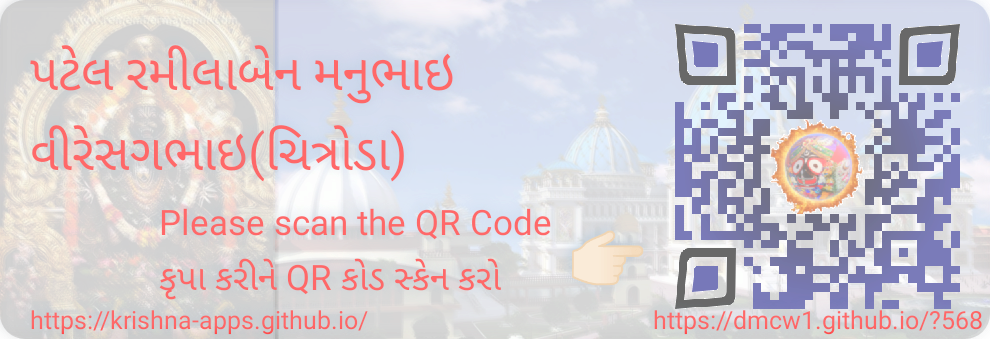 પટેલ રમીલાબેન મનુભાઇ
વીરેસગભાઇ(ચિત્રોડા)
Please scan the QR Code
કૃપા કરીને QR કોડ સ્કેન કરો
https://krishna-apps.github.io/
https://dmcw1.github.io/?568